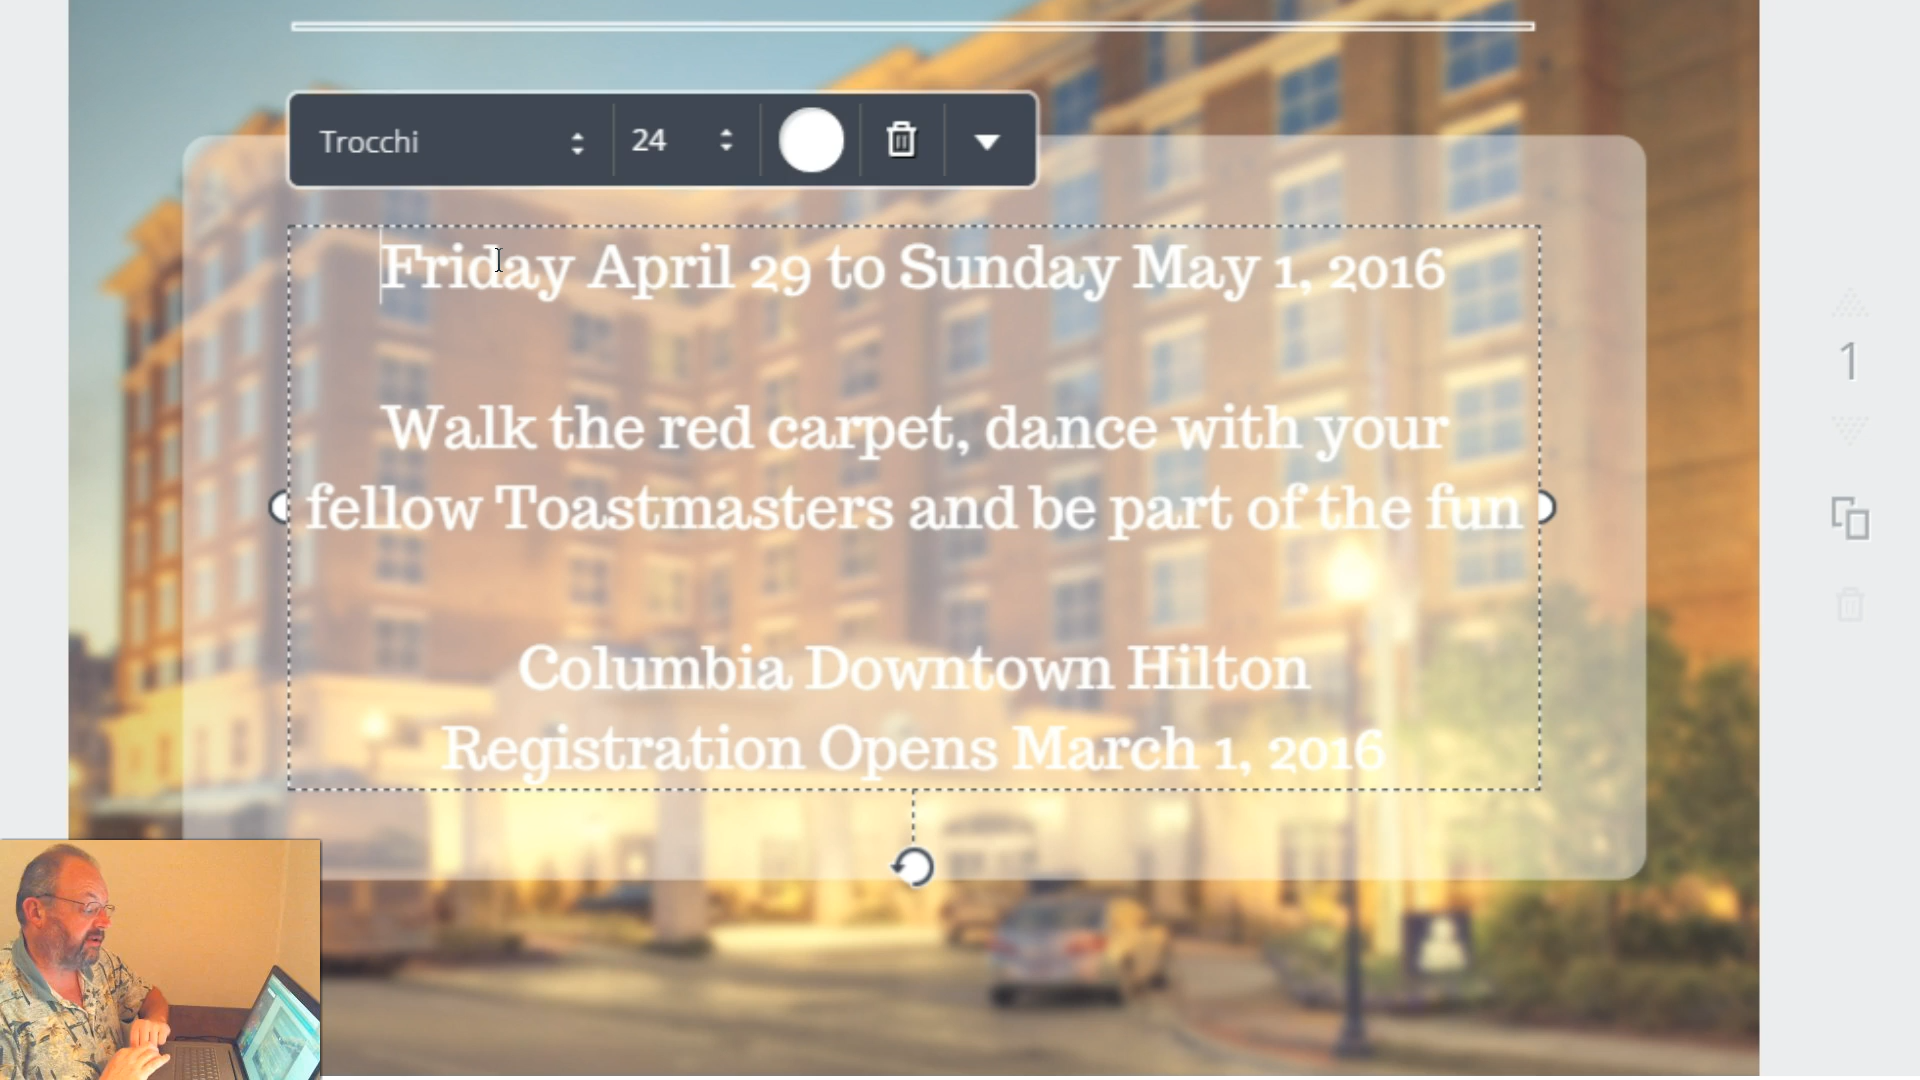 Trocchi
24
Friday April 29 to Sunday May 1, 2016
Walk the red carpet, dance with your
fellow Toastmasters and be part of the fun
Columbia Downtown Hilton
Registration Opens March 1, 2016
1